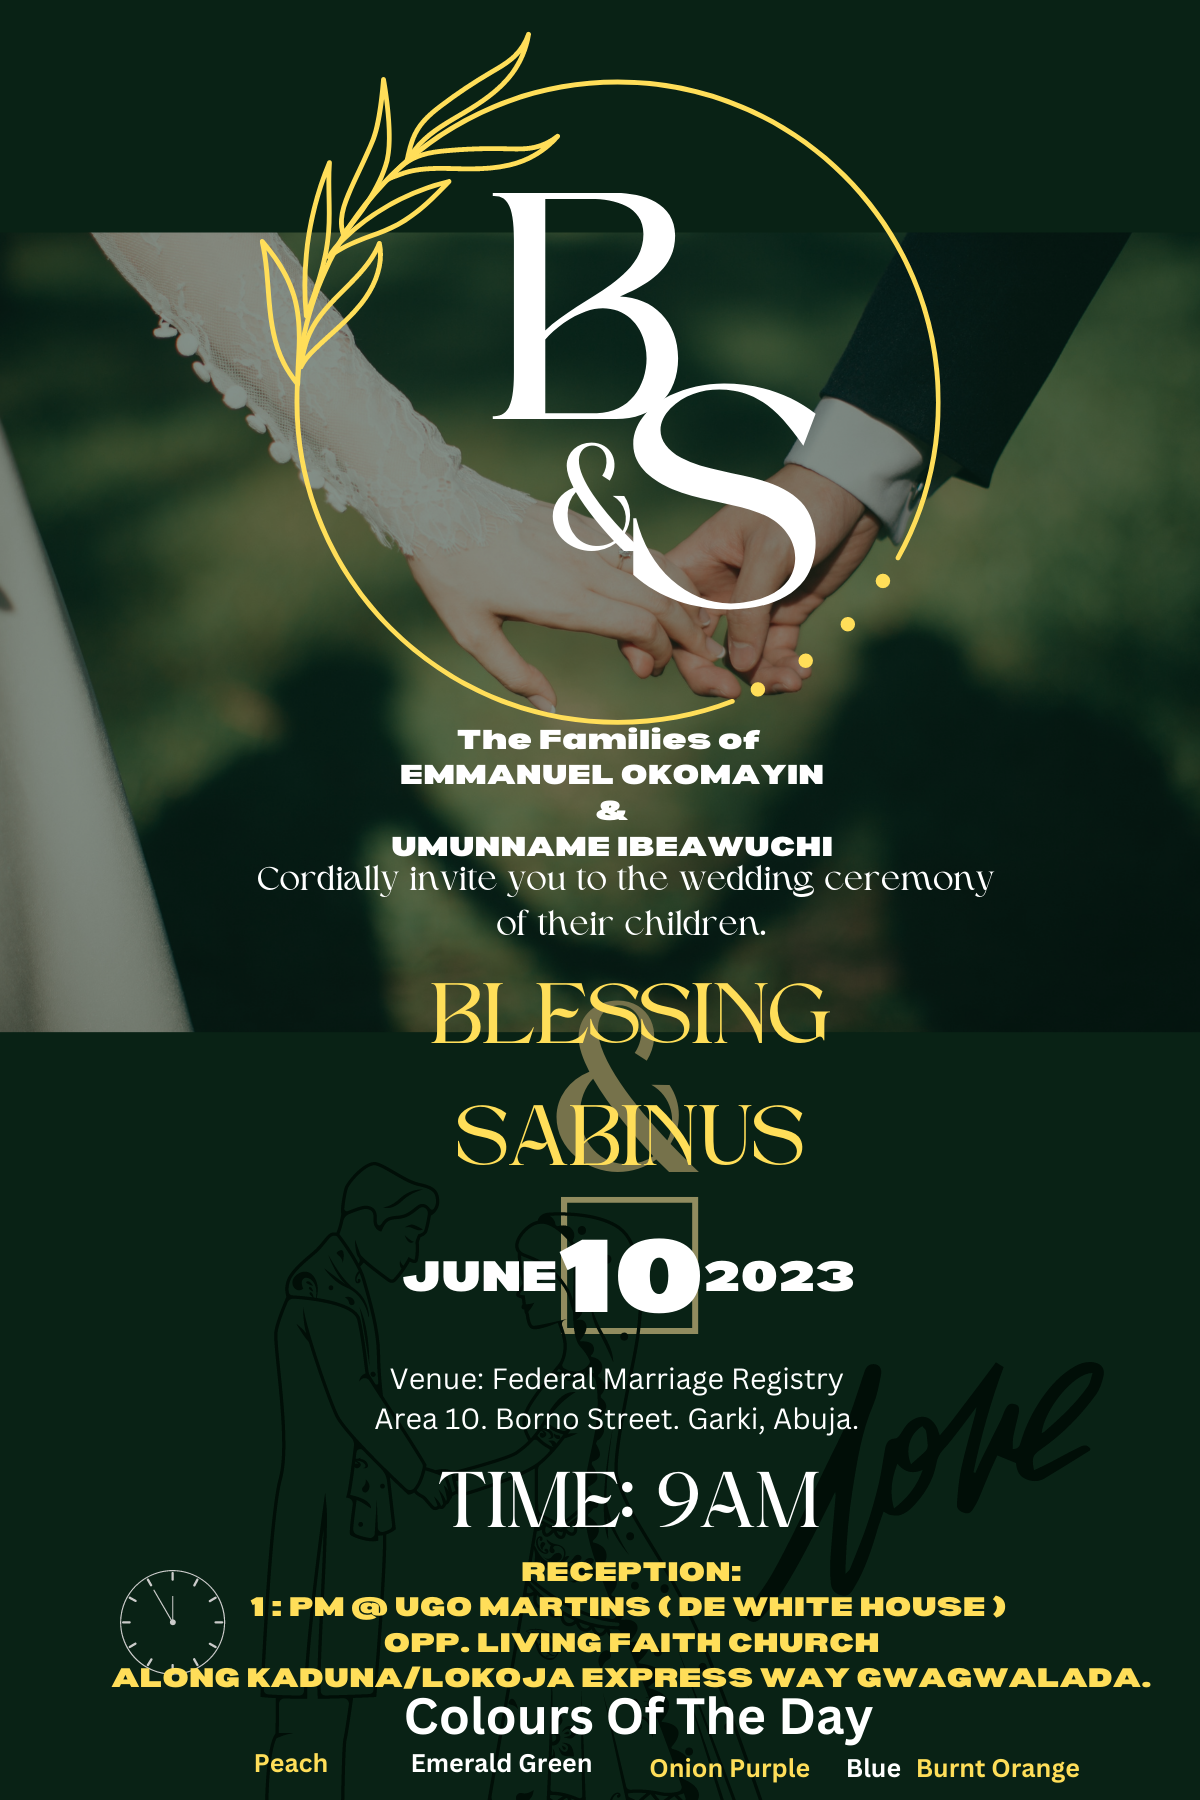 B
&
S
The Families of
EMMANUEL OKOMAYIN
&
UMUNNAME IBEAWUCHI
Cordially invite you to the wedding ceremony
of their children.
BLESSING
&
SABINUS
JUNE 10 2023
Venue: Federal Marriage Registry
Area 10. Borno Street. Garki, Abuja.
love
TIME: 9AM
RECEPTION:
1 : PM @ UGO MARTINS ( DE WHITE HOUSE )
OPP. LIVING FAITH CHURCH
ALONG KADUNA/LOKOJA EXPRESS WAY GWAGWALADA.
Colours Of The Day
Peach Emerald Green Onion Purple Blue Burnt Orange